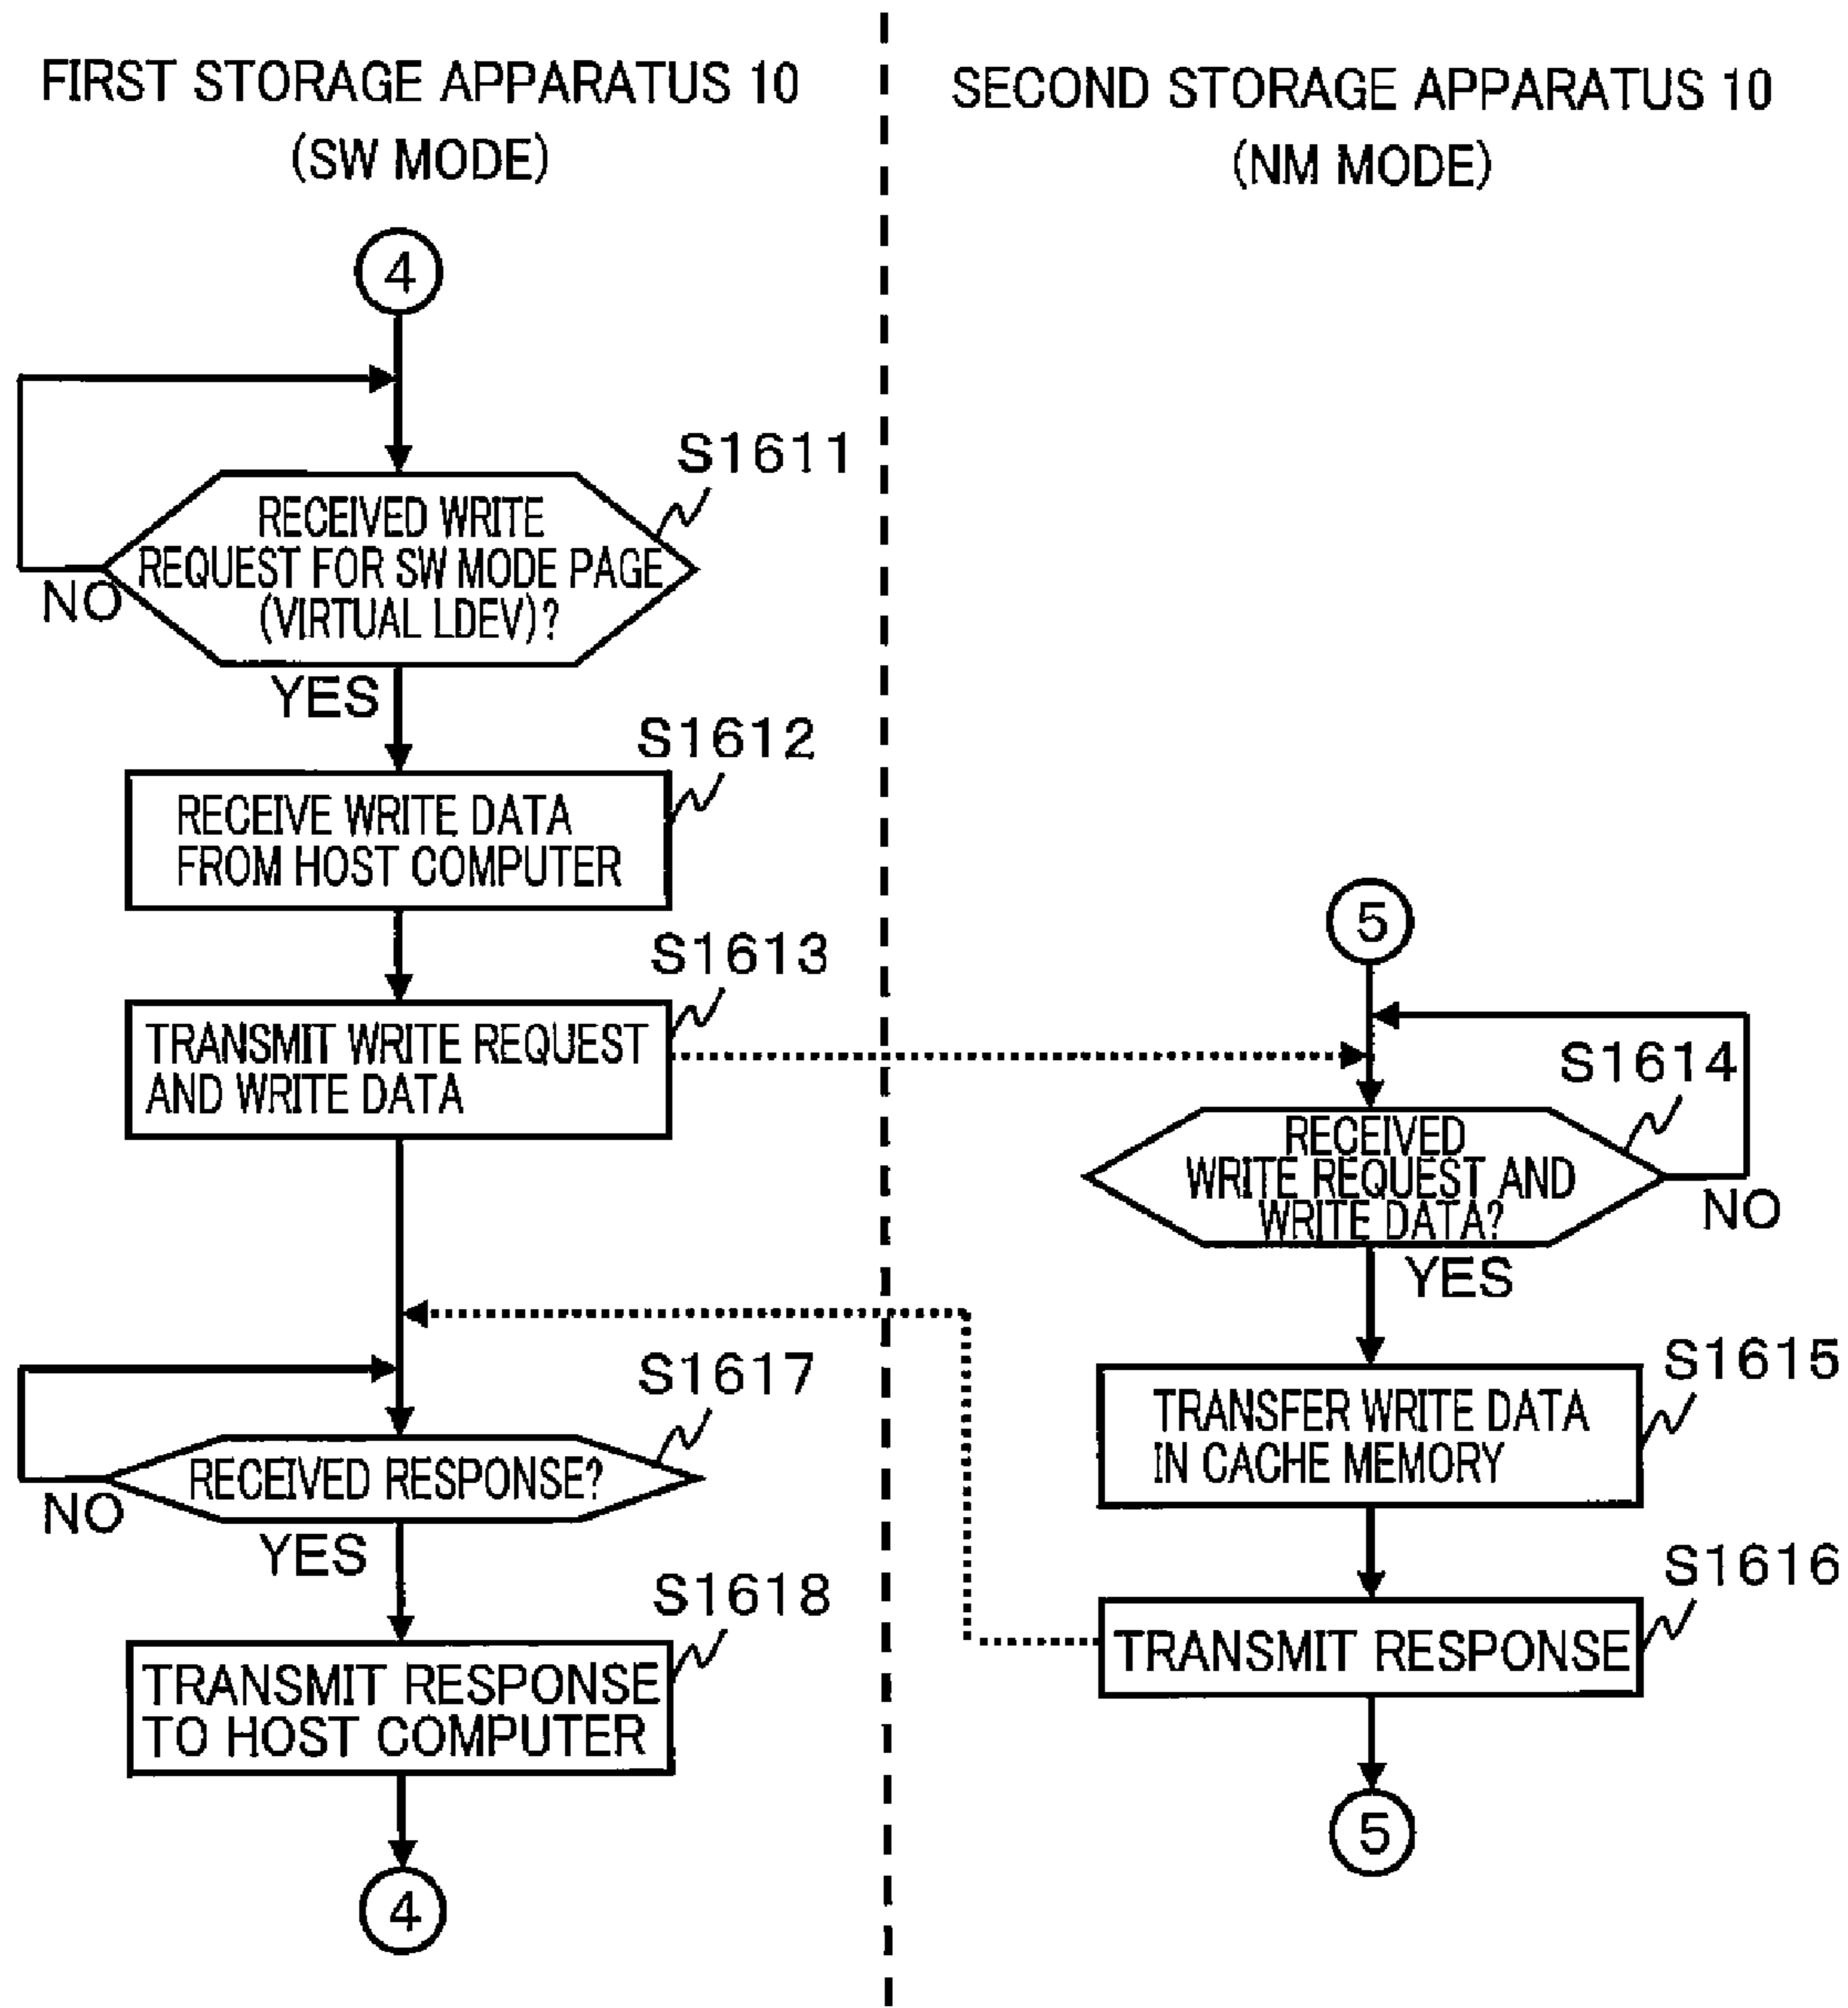 FIRST STORAGE APPARATUS 10
(SW MODE)
SECOND STORAGE APPARATUS 10
(NM MODE)
4
S1611
RECEIVED WRITE
REQUEST FOR SW MODE PAGE
(VIRTUAL LDEV)?
NO
YES
S1612
RECEIVE WRITE DATA
FROM HOST COMPUTER
S1613
TRANSMIT WRITE REQUEST
AND WRITE DATA
5
S1614
RECEIVED
WRITE REQUEST AND
WRITE DATA?
NO
YES
S1615
TRANSFER WRITE DATA
IN CACHE MEMORY
S1616
TRANSMIT RESPONSE
5
S1617
RECEIVED RESPONSE?
NO
YES
S1618
TRANSMIT RESPONSE
TO HOST COMPUTER
4